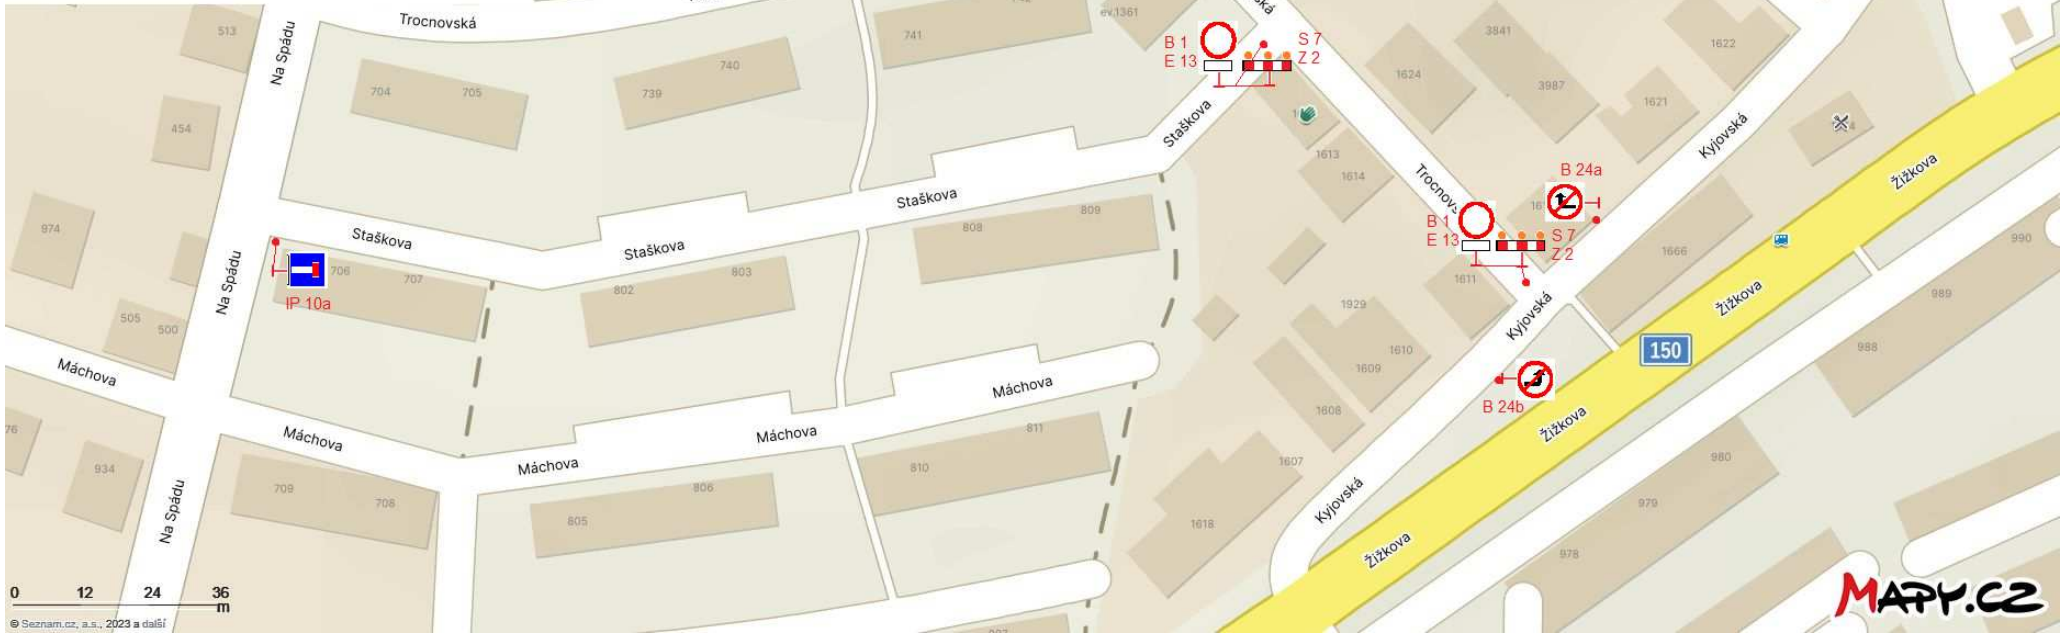 Trocnovská
513
Na Spádu
704
705
739
740
741
ev.1361
ská
B 1
E 13
S 7
Z 2
1624
3841
3987
1622
1621
454
Staškova
1613
1614
Kyjovská
Žižkova
Trocnov
B 24a
B 1
E 13
S 7
Z 2
974
Staškova
Staškova
Staškova
808
809
1611
1666
990
Na Spádu
706
707
IP 10a
802
803
505
500
1929
1610
1609
1608
Kyjovská
Žižkova
989
150
988
Máchova
Máchova
B 24b
76
934
Máchova
Máchova
Máchova
811
810
1607
Žižkova
980
709
708
806
805
Na Spádu
1618
Kyjovská
979
Žižkova
978
0 12 24 36
m
© Seznam.cz, a.s., 2023 a další
MAPY.CZ